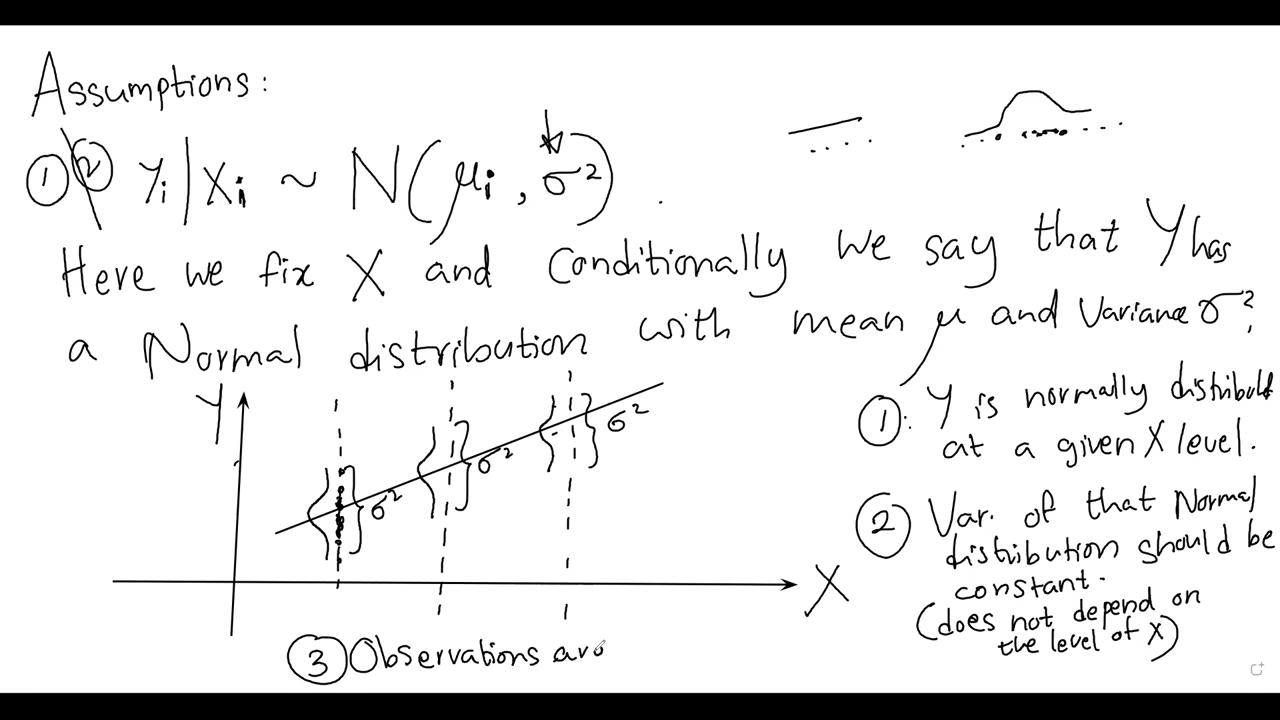 Assumptions:
① ② Yi | Xi ~ N(μi, σ²)
Here we fix X and Conditionally we say that Y has
a Normal distribution with mean μ and Variance σ².
Y
σ²
σ²
σ²
X
①: Y is normally distributed
at a given X level.
② Var. of that Normal
distribution should be
constant.
(does not depend on
the level of X)
③ Observations are